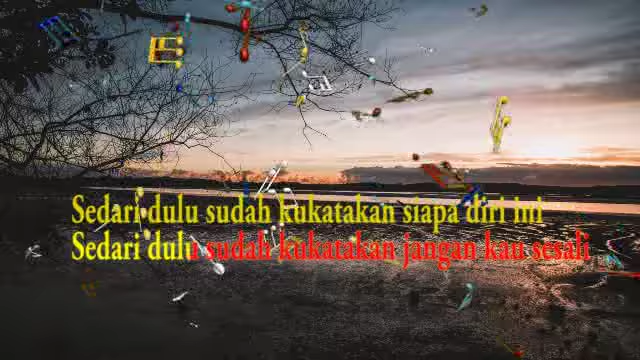 Sedari dulu sudah kukatakan siapa diri ini
Sedari dulu sudah kukatakan jangan kau sesali